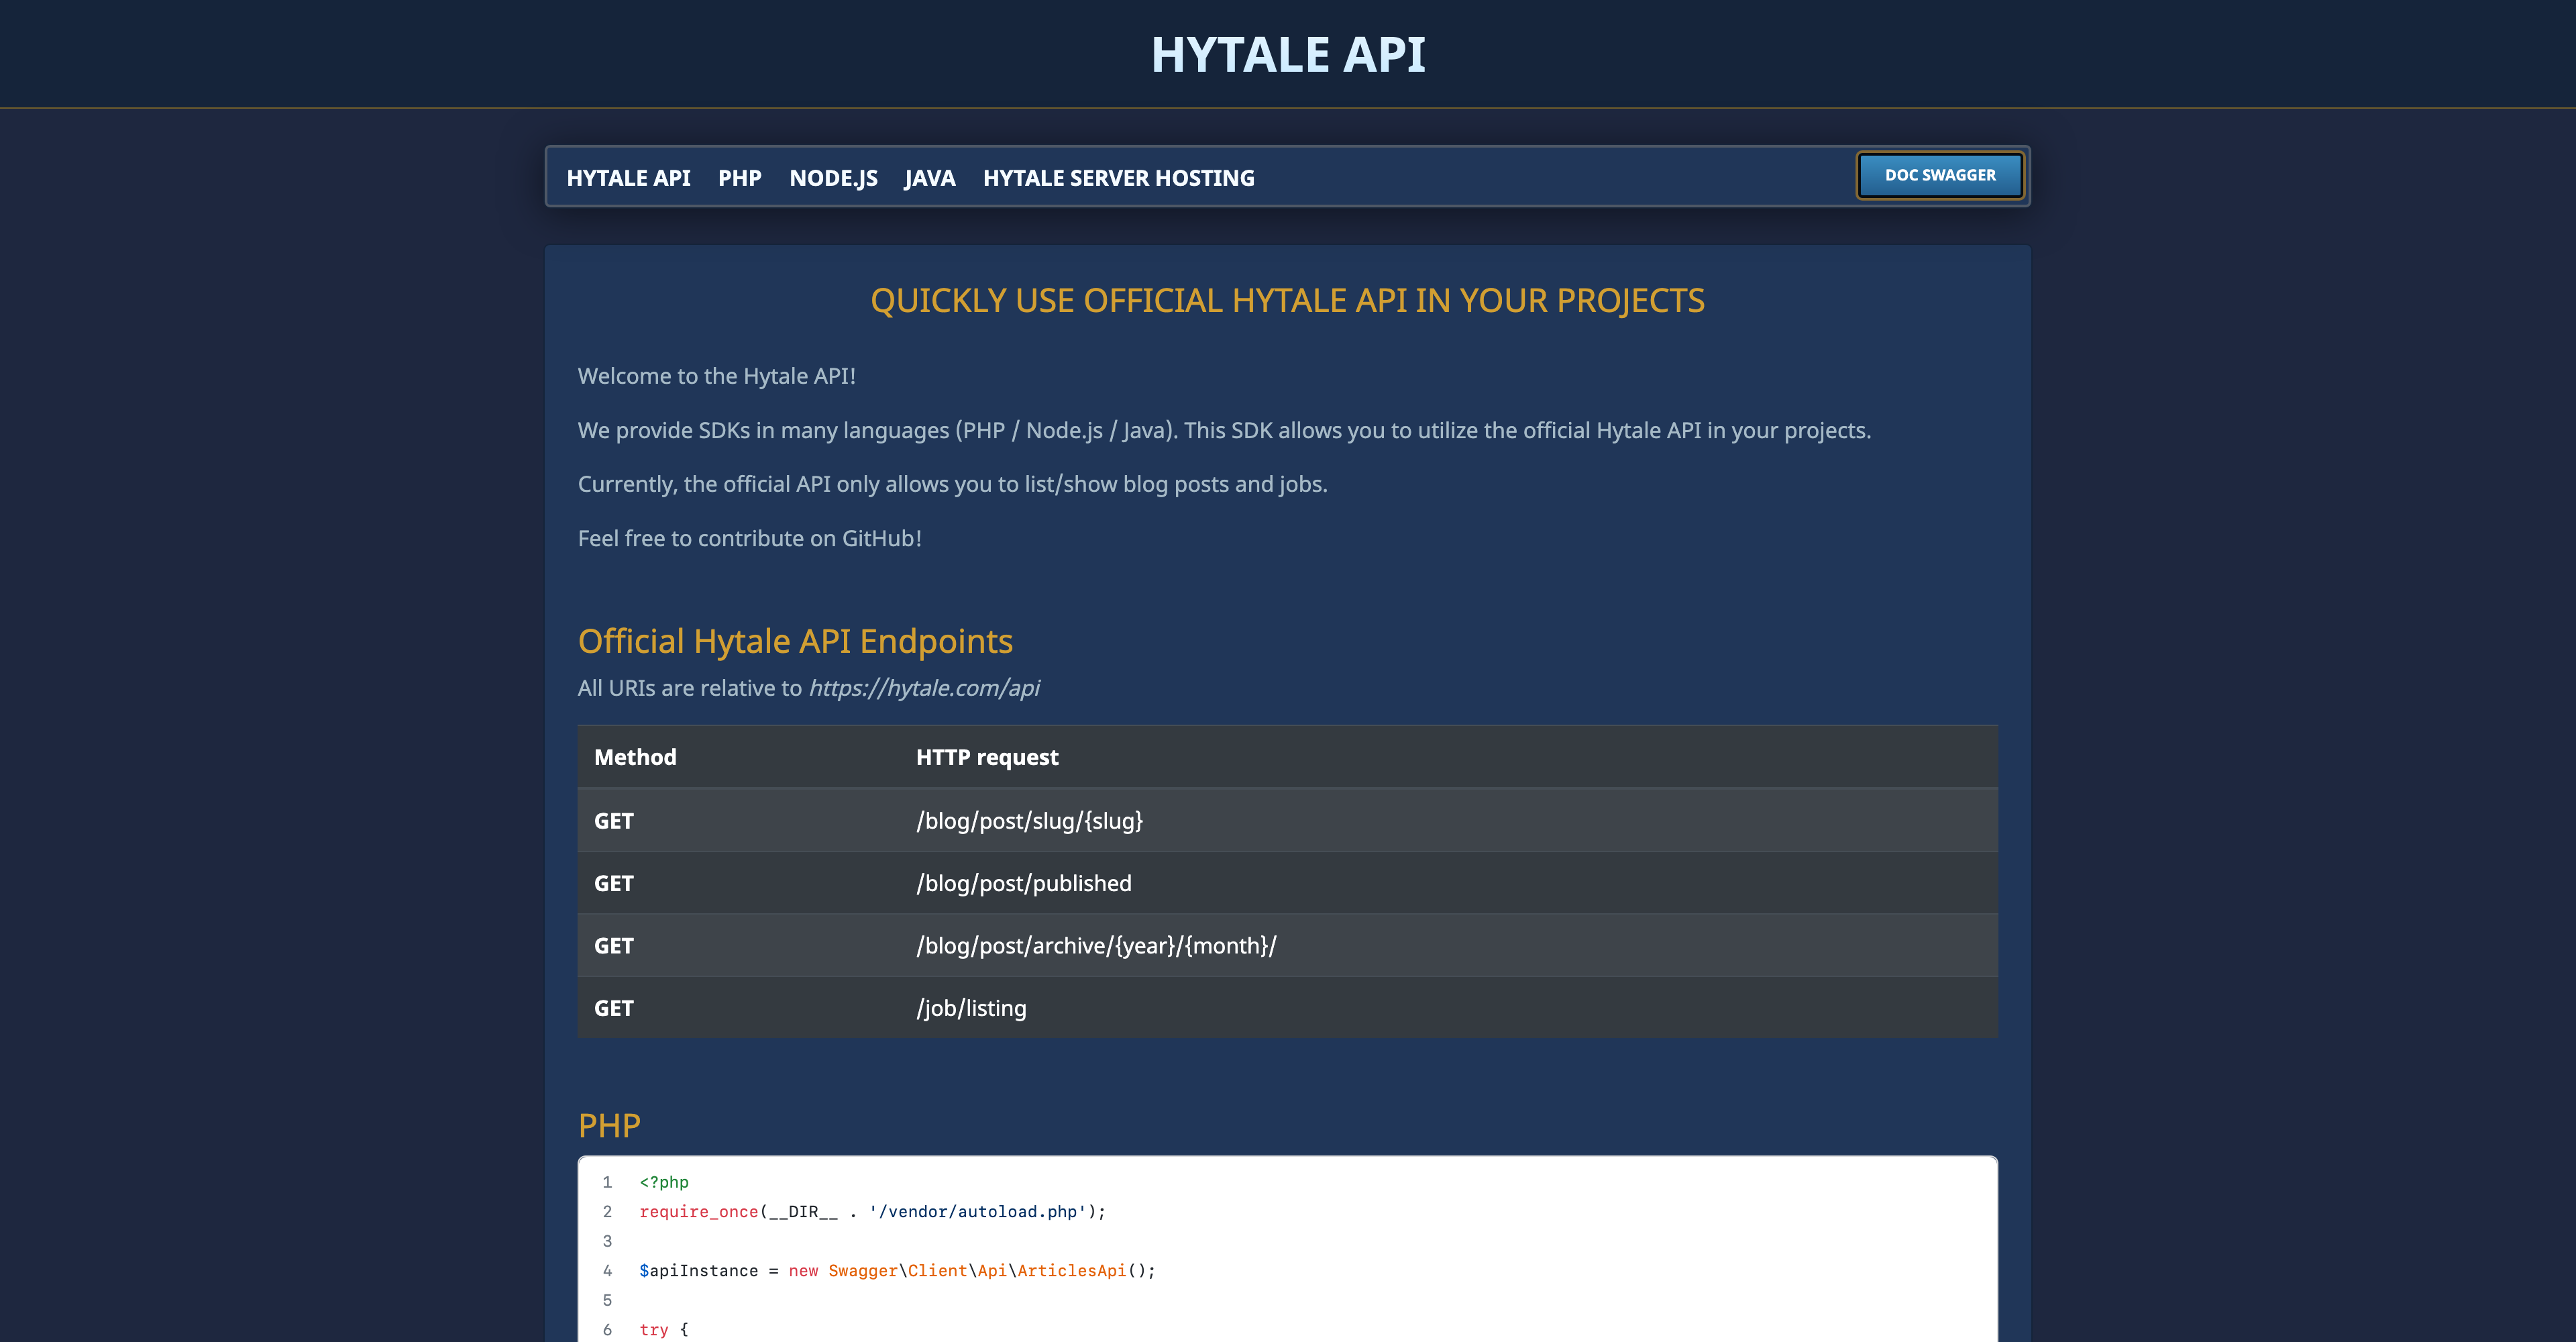 HYTALE API
HYTALE API PHP NODE.JS JAVA HYTALE SERVER HOSTING DOC SWAGGER
QUICKLY USE OFFICIAL HYTALE API IN YOUR PROJECTS
Welcome to the Hytale API!
We provide SDKs in many languages (PHP / Node.js / Java). This SDK allows you to utilize the official Hytale API in your projects.
Currently, the official API only allows you to list/show blog posts and jobs.
Feel free to contribute on GitHub!
Official Hytale API Endpoints
All URIs are relative to https://hytale.com/api
Method HTTP request
GET /blog/post/slug/{slug}
GET /blog/post/published
GET /blog/post/archive/{year}/{month}/
GET /job/listing
PHP
1 <?php
2 require_once(__DIR__ . '/vendor/autoload.php');
3
4 $apiInstance = new Swagger\Client\Api\ArticlesApi();
5
6 try {